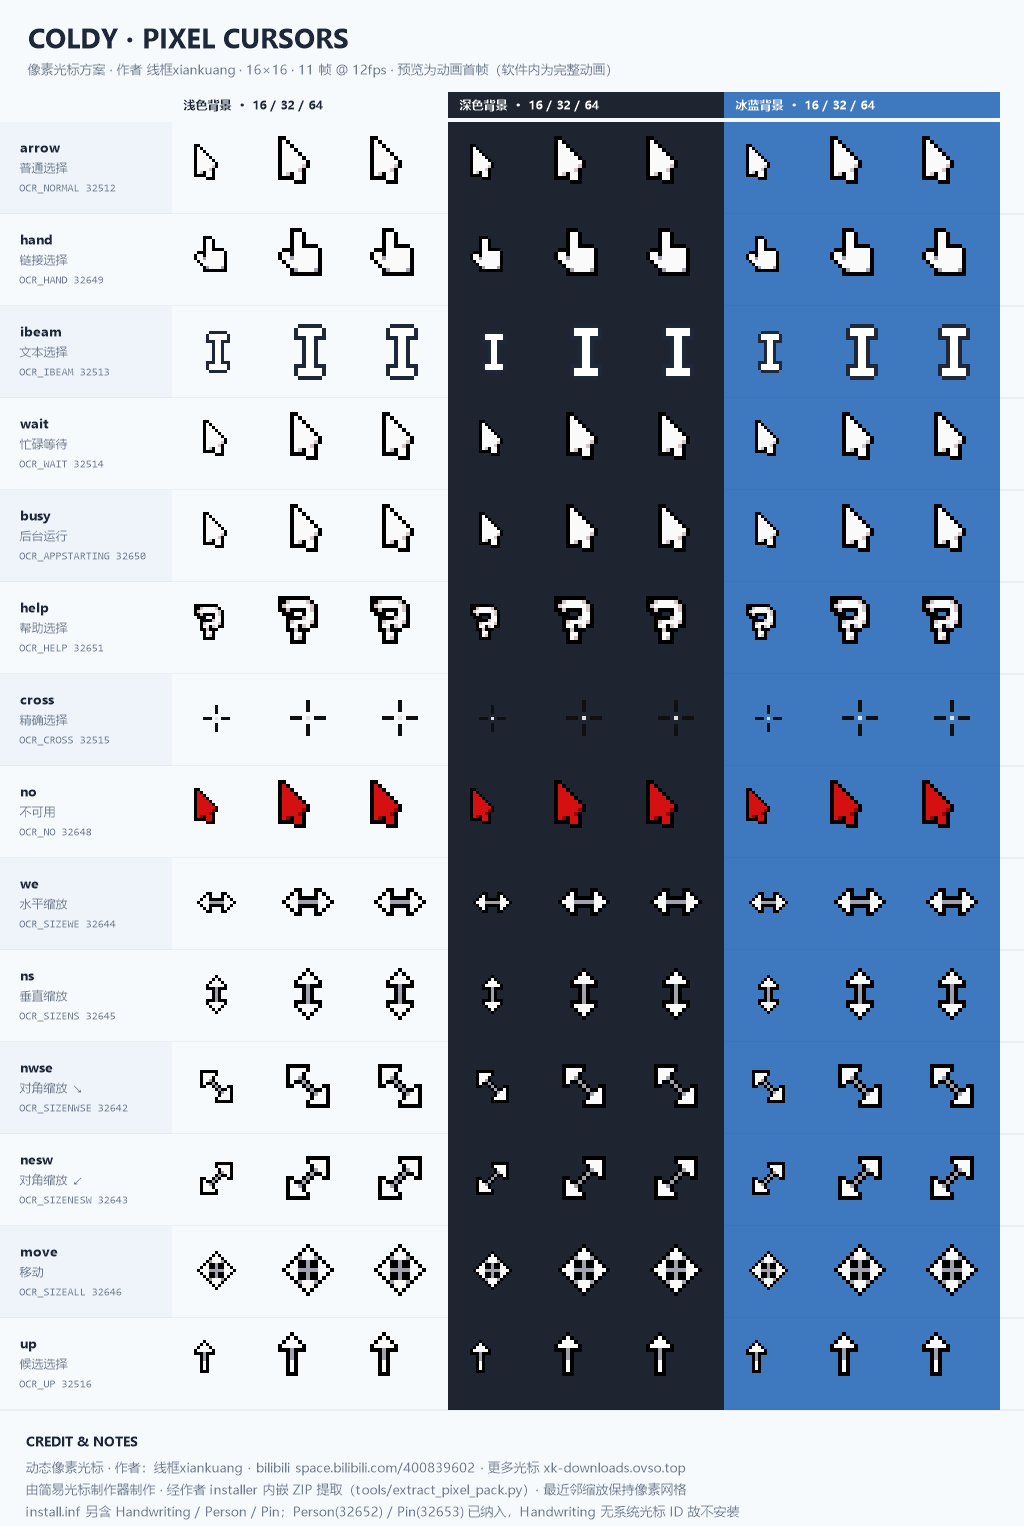 COLDY · PIXEL CURSORS
像素光标方案 · 作者 线框xiankuang · 16×16 · 11 帧 @ 12fps · 预览为动画首帧（软件内为完整动画）
浅色背景 • 16 / 32 / 64
深色背景 • 16 / 32 / 64
冰蓝背景 • 16 / 32 / 64
arrow
普通选择
OCR_NORMAL 32512
hand
链接选择
OCR_HAND 32649
ibeam
文本选择
OCR_IBEAM 32513
wait
忙碌等待
OCR_WAIT 32514
busy
后台运行
OCR_APPSTARTING 32650
help
帮助选择
OCR_HELP 32651
cross
精确选择
OCR_CROSS 32515
no
不可用
OCR_NO 32648
we
水平缩放
OCR_SIZEWE 32644
ns
垂直缩放
OCR_SIZENS 32645
nwse
对角缩放 ↘
OCR_SIZENWSE 32642
nesw
对角缩放 ↙
OCR_SIZENESW 32643
move
移动
OCR_SIZEALL 32646
up
候选选择
OCR_UP 32516
CREDIT & NOTES
动态像素光标 · 作者：线框xiankuang · bilibili space.bilibili.com/400839602 · 更多光标 xk-downloads.ovso.top
由简易光标制作器制作 · 经作者 installer 内嵌 ZIP 提取（tools/extract_pixel_pack.py）· 最近邻缩放保持像素网格
install.inf 另含 Handwriting / Person / Pin；Person(32652) / Pin(32653) 已纳入，Handwriting 无系统光标 ID 故不安装